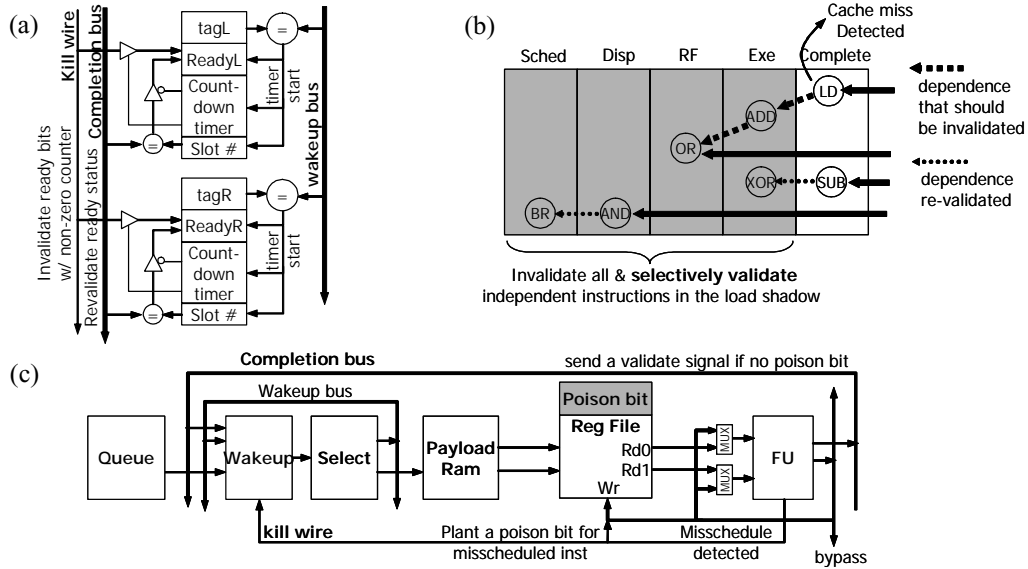 (a)
Kill wire
Completion bus
tagL
=
ReadyL
Count-
down
timer
Slot #
=
timer
start
wakeup bus
Invalidate ready bits
w/ non-zero counter
Revalidate ready status
tagR
=
ReadyR
Count-
down
timer
Slot #
=
timer
start
(b)
Cache miss
Detected
Sched Disp RF Exe Complete
LD
ADD
OR
XOR
SUB
BR
AND
dependence
that should
be invalidated
dependence
re-validated
Invalidate all & selectively validate
independent instructions in the load shadow
(c)
Completion bus
send a validate signal if no poison bit
Wakeup bus
Queue
Wakeup
Select
Payload
Ram
Poison bit
Reg File
Rd0
Rd1
Wr
MUX
MUX
FU
kill wire
Plant a poison bit for
misscheduled inst
Misschedule
detected
bypass